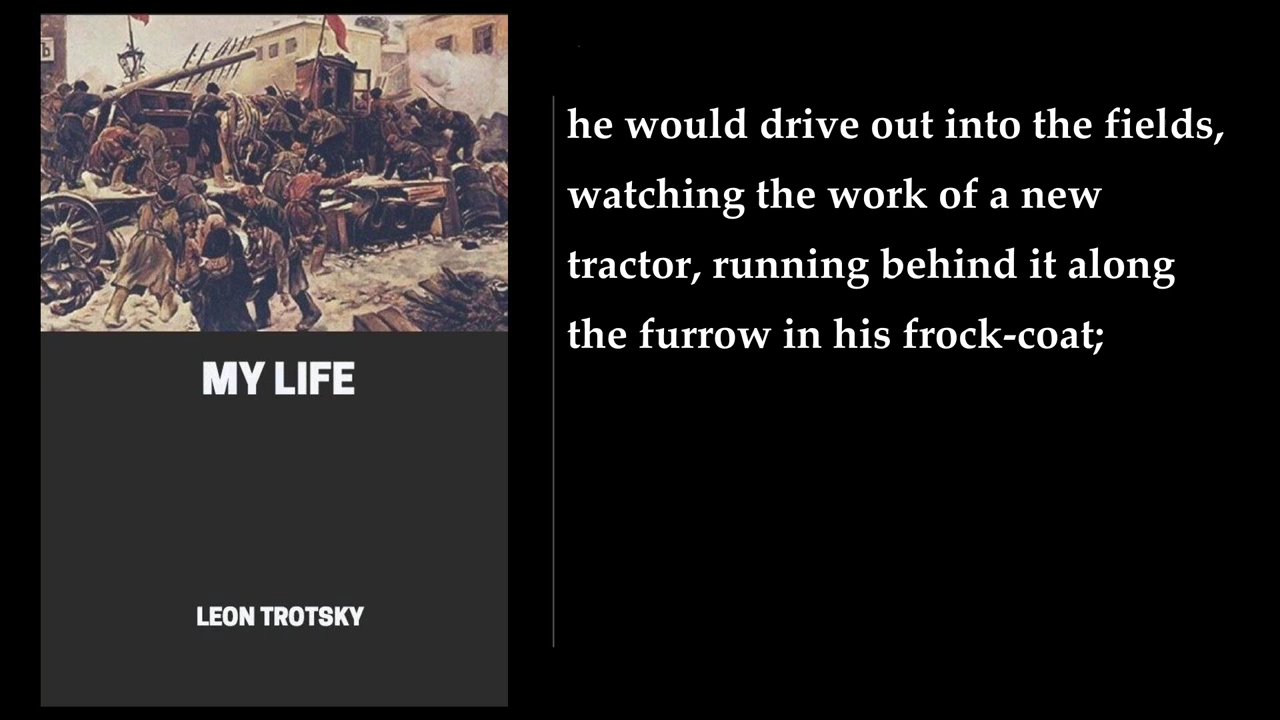 MY LIFE
LEON TROTSKY
he would drive out into the fields,
watching the work of a new
tractor, running behind it along
the furrow in his frock-coat;